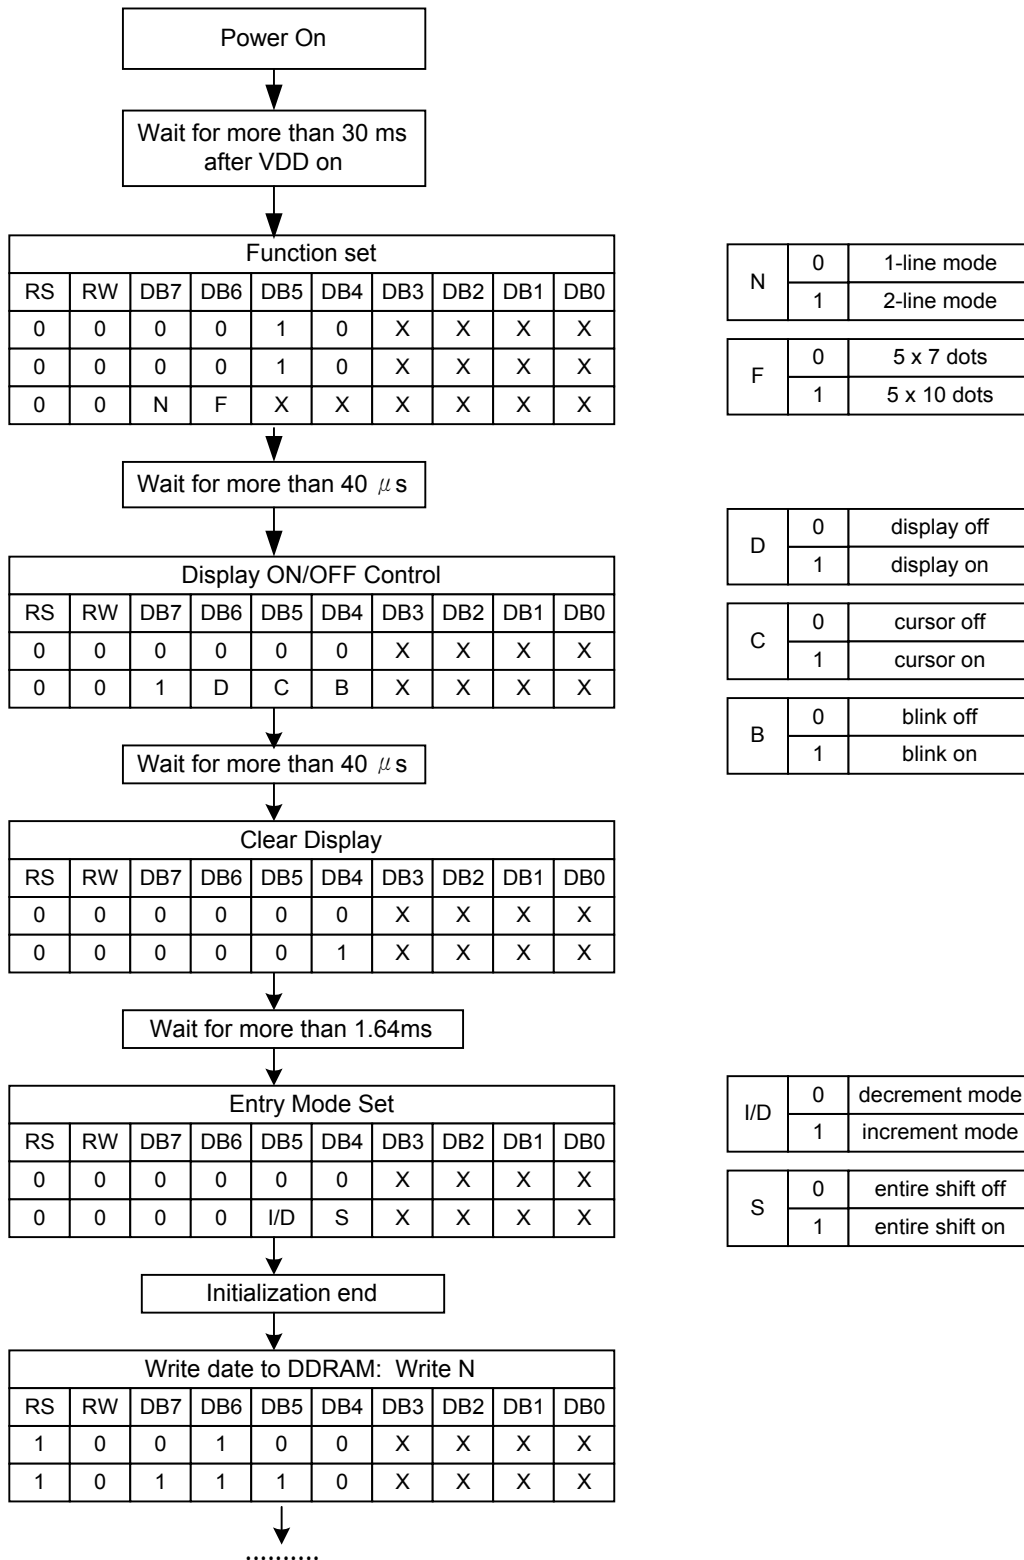 Power On
Wait for more than 30 ms
after VDD on
Function set
RS RW DB7 DB6 DB5 DB4 DB3 DB2 DB1 DB0
0 0 0 0 1 0 X X X X
0 0 0 0 1 0 X X X X
0 0 N F X X X X X X
N 0 1-line mode
1 2-line mode
F 0 5 x 7 dots
1 5 x 10 dots
Wait for more than 40 μs
Display ON/OFF Control
RS RW DB7 DB6 DB5 DB4 DB3 DB2 DB1 DB0
0 0 0 0 0 0 X X X X
0 0 1 D C B X X X X
D 0 display off
1 display on
C 0 cursor off
1 cursor on
B 0 blink off
1 blink on
Wait for more than 40 μs
Clear Display
RS RW DB7 DB6 DB5 DB4 DB3 DB2 DB1 DB0
0 0 0 0 0 0 X X X X
0 0 0 0 0 1 X X X X
Wait for more than 1.64ms
Entry Mode Set
RS RW DB7 DB6 DB5 DB4 DB3 DB2 DB1 DB0
0 0 0 0 0 0 X X X X
0 0 0 0 I/D S X X X X
I/D 0 decrement mode
1 increment mode
S 0 entire shift off
1 entire shift on
Initialization end
Write date to DDRAM: Write N
RS RW DB7 DB6 DB5 DB4 DB3 DB2 DB1 DB0
1 0 0 1 0 0 X X X X
1 0 1 1 1 0 X X X X
..........